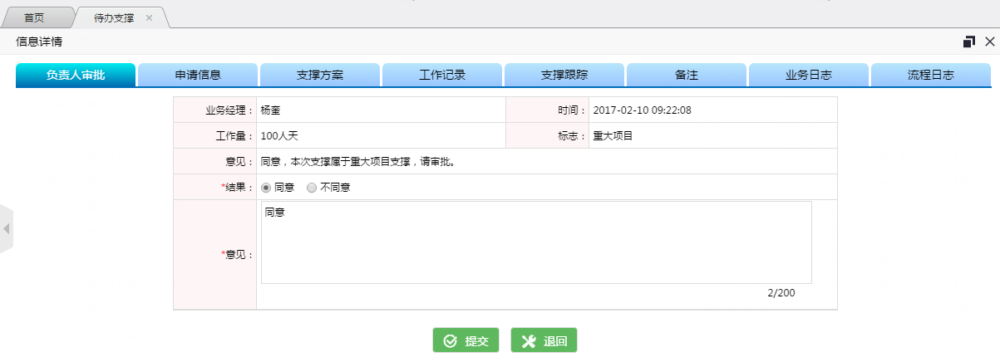 首页 待办支撑
信息详情
负责人审批 申请信息 支撑方案 工作记录 支撑跟踪 备注 业务日志 流程日志
业务经理： 杨奎 时间： 2017-02-10 09:22:08
工作量： 100人天 标志： 重大项目
意见： 同意，本次支撑属于重大项目支撑，请审批。
*结果： 同意 不同意
*意见： 同意
2/200
提交 退回